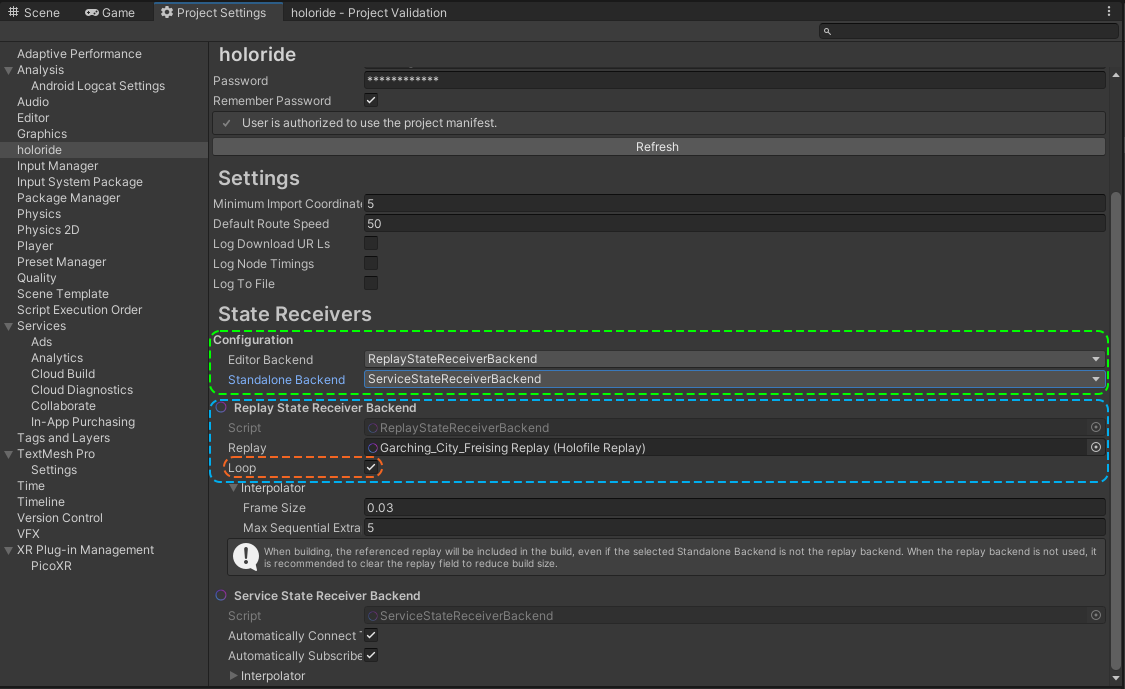 Scene
Game
Project Settings
holoride - Project Validation
Adaptive Performance
Analysis
Android Logcat Settings
Audio
Editor
Graphics
holoride
Input Manager
Input System Package
Package Manager
Physics
Physics 2D
Player
Preset Manager
Quality
Scene Template
Script Execution Order
Services
Ads
Analytics
Cloud Build
Cloud Diagnostics
Collaborate
In-App Purchasing
Tags and Layers
TextMesh Pro
Settings
Time
Timeline
Version Control
VFX
XR Plug-in Management
PicoXR
holoride
Password ************
Remember Password
User is authorized to use the project manifest.
Refresh
Settings
Minimum Import Coordinate 5
Default Route Speed 50
Log Download UR Ls
Log Node Timings
Log To File
State Receivers
Configuration
Editor Backend ReplayStateReceiverBackend
Standalone Backend ServiceStateReceiverBackend
Replay State Receiver Backend
Script ReplayStateReceiverBackend
Replay Garching_City_Freising Replay (Holofile Replay)
Loop
Interpolator
Frame Size 0.03
Max Sequential Extra 5
When building, the referenced replay will be included in the build, even if the selected Standalone Backend is not the replay backend. When the replay backend is not used, it
is recommended to clear the replay field to reduce build size.
Service State Receiver Backend
Script ServiceStateReceiverBackend
Automatically Connect
Automatically Subscribe
Interpolator